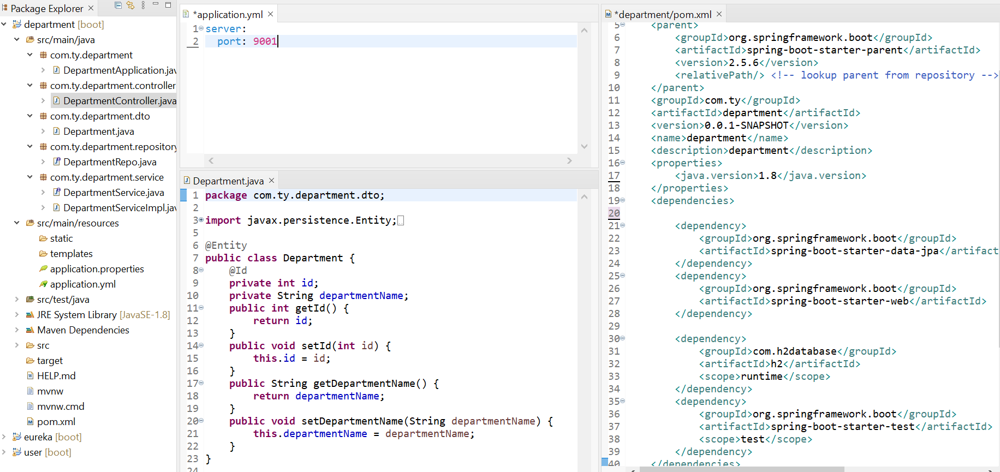 Package Explorer
department [boot]
src/main/java
com.ty.department
DepartmentApplication.jav
com.ty.department.controller
DepartmentController.java
com.ty.department.dto
Department.java
com.ty.department.repository
DepartmentRepo.java
com.ty.department.service
DepartmentService.java
DepartmentServiceImpl.jav
src/main/resources
static
templates
application.properties
application.yml
src/test/java
JRE System Library [JavaSE-1.8]
Maven Dependencies
src
target
HELP.md
mvnw
mvnw.cmd
pom.xml
eureka [boot]
user [boot]
*application.yml
1 server:
2   port: 9001
Department.java
1 package com.ty.department.dto;
2
3 import javax.persistence.Entity;
5
6 @Entity
7 public class Department {
8     @Id
9     private int id;
10     private String departmentName;
11     public int getId() {
12         return id;
13     }
14     public void setId(int id) {
15         this.id = id;
16     }
17     public String getDepartmentName() {
18         return departmentName;
19     }
20     public void setDepartmentName(String departmentName) {
21         this.departmentName = departmentName;
22     }
23 }
24
*department/pom.xml
5     <parent>
6         <groupId>org.springframework.boot</groupId>
7         <artifactId>spring-boot-starter-parent</artifactId>
8         <version>2.5.6</version>
9         <relativePath/> <!-- lookup parent from repository -->
10     </parent>
11     <groupId>com.ty</groupId>
12     <artifactId>department</artifactId>
13     <version>0.0.1-SNAPSHOT</version>
14     <name>department</name>
15     <description>department</description>
16     <properties>
17         <java.version>1.8</java.version>
18     </properties>
19     <dependencies>
20
21         <dependency>
22             <groupId>org.springframework.boot</groupId>
23             <artifactId>spring-boot-starter-data-jpa</artifact
24         </dependency>
25         <dependency>
26             <groupId>org.springframework.boot</groupId>
27             <artifactId>spring-boot-starter-web</artifactId>
28         </dependency>
29
30         <dependency>
31             <groupId>com.h2database</groupId>
32             <artifactId>h2</artifactId>
33             <scope>runtime</scope>
34         </dependency>
35         <dependency>
36             <groupId>org.springframework.boot</groupId>
37             <artifactId>spring-boot-starter-test</artifactId>
38             <scope>test</scope>
39         </dependency>
40     </dependencies>